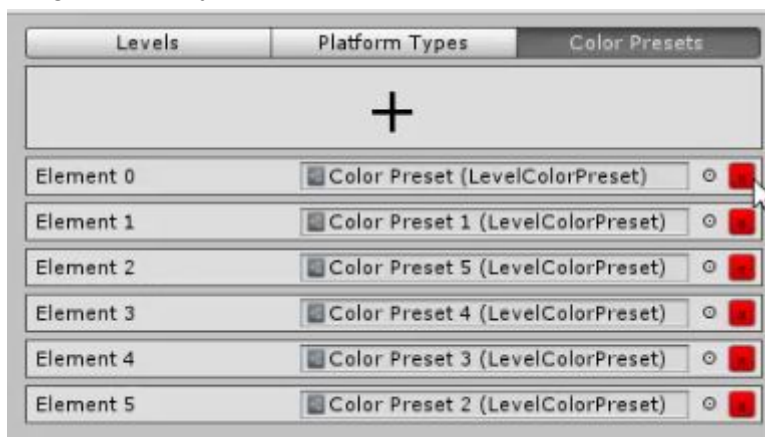 Levels Platform Types Color Presets
+
Element 0 Color Preset (LevelColorPreset)
Element 1 Color Preset 1 (LevelColorPreset)
Element 2 Color Preset 5 (LevelColorPreset)
Element 3 Color Preset 4 (LevelColorPreset)
Element 4 Color Preset 3 (LevelColorPreset)
Element 5 Color Preset 2 (LevelColorPreset)